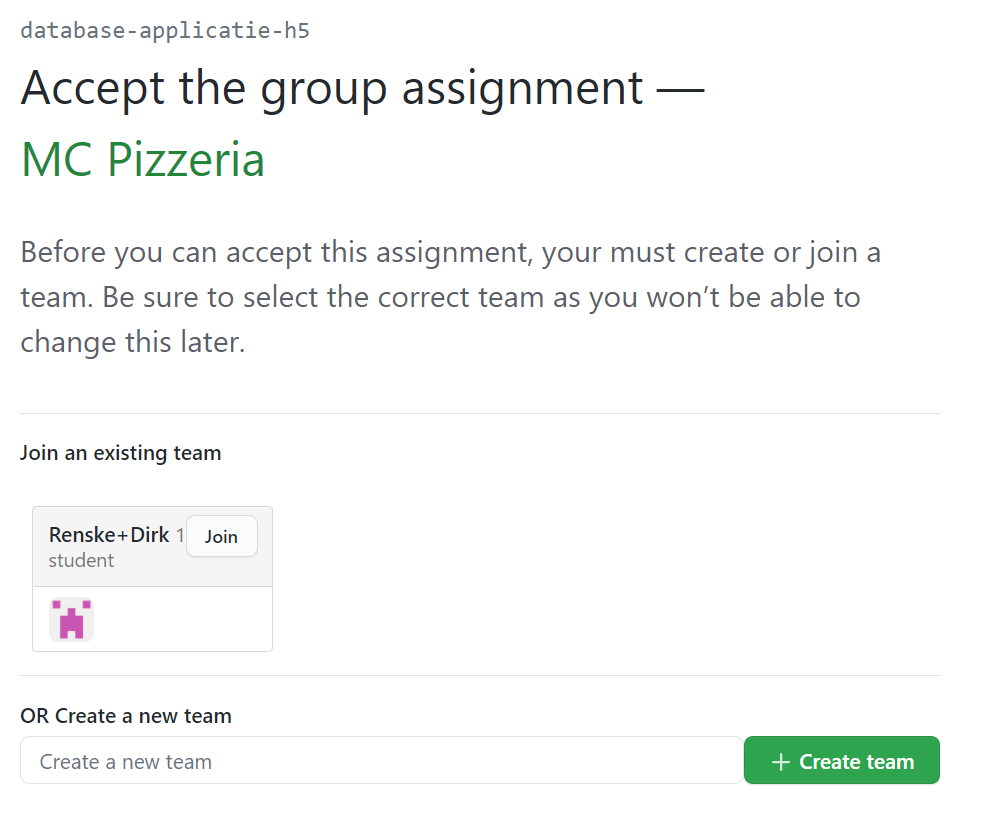 database-applicatie-h5
Accept the group assignment —
MC Pizzeria
Before you can accept this assignment, your must create or join a
team. Be sure to select the correct team as you won’t be able to
change this later.
Join an existing team
Renske+Dirk 1
student
Join
OR Create a new team
Create a new team
+ Create team